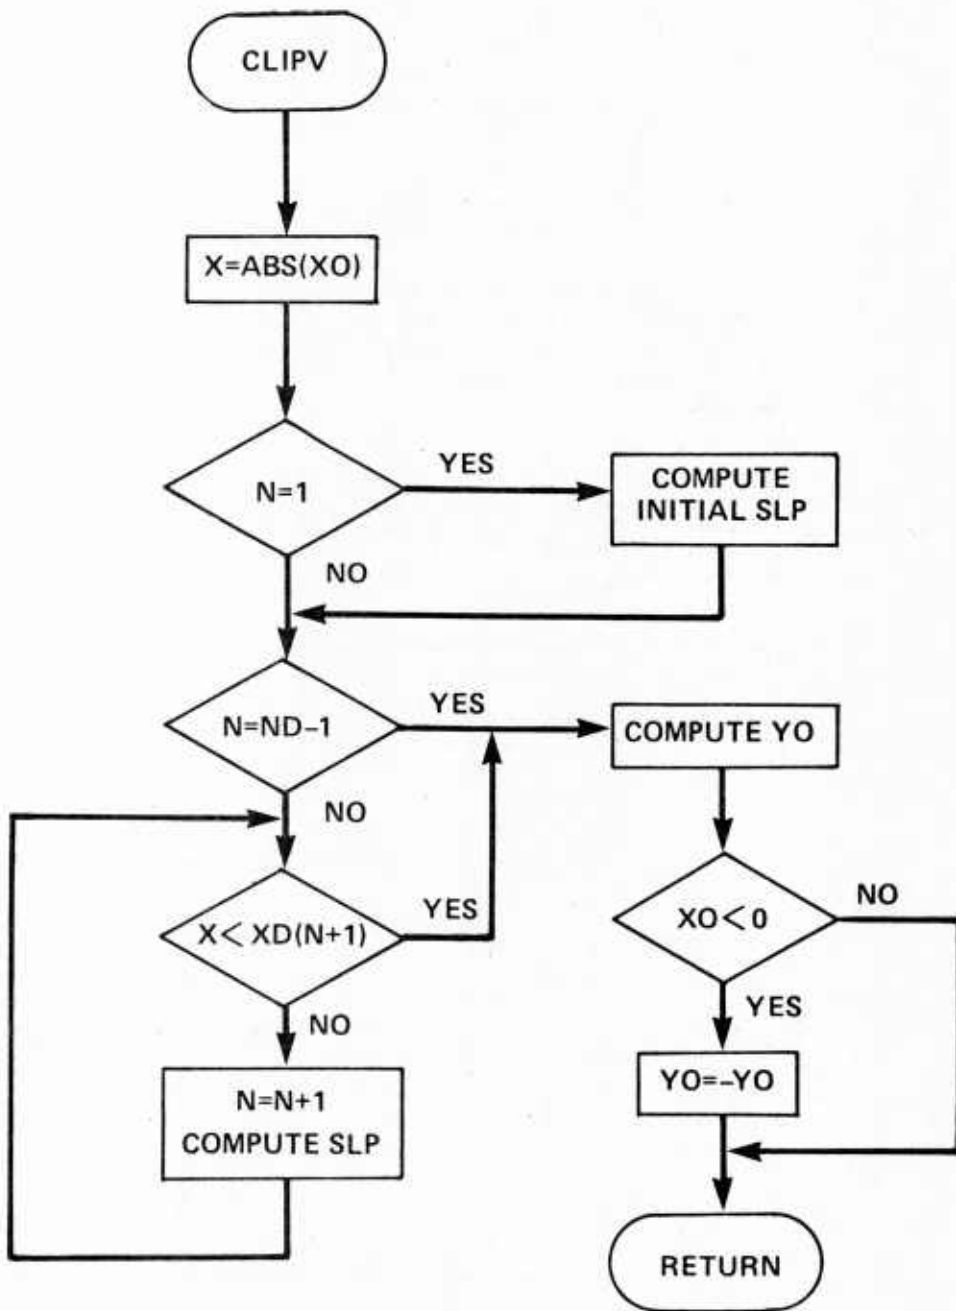 CLIPV
X=ABS(XO)
N=1
YES
COMPUTE
INITIAL SLP
NO
N=ND-1
YES
COMPUTE YO
NO
X< XD(N+1)
YES
XO<0
NO
NO
YES
N=N+1
COMPUTE SLP
YO=-YO
RETURN